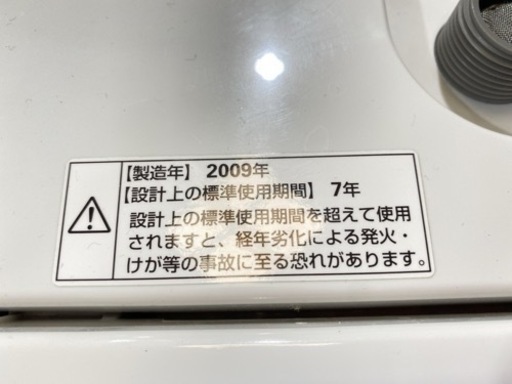 【製造年】 2009年
【設計上の標準使用期間】 7年
設計上の標準使用期間を超えて使用
されますと、経年劣化による発火・
けが等の事故に至る恐れがあります。